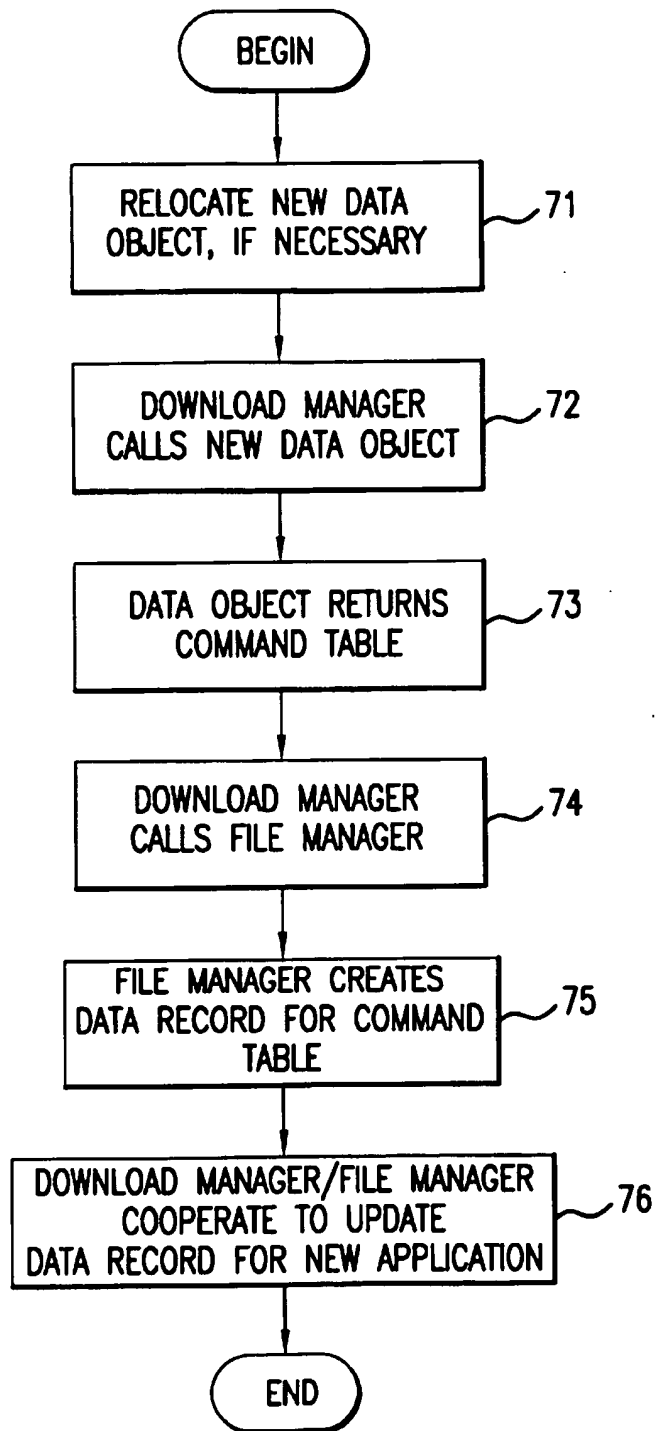 BEGIN
RELOCATE NEW DATA
OBJECT, IF NECESSARY
71
DOWNLOAD MANAGER
CALLS NEW DATA OBJECT
72
DATA OBJECT RETURNS
COMMAND TABLE
73
DOWNLOAD MANAGER
CALLS FILE MANAGER
74
FILE MANAGER CREATES
DATA RECORD FOR COMMAND
TABLE
75
DOWNLOAD MANAGER/FILE MANAGER
COOPERATE TO UPDATE
DATA RECORD FOR NEW APPLICATION
76
END